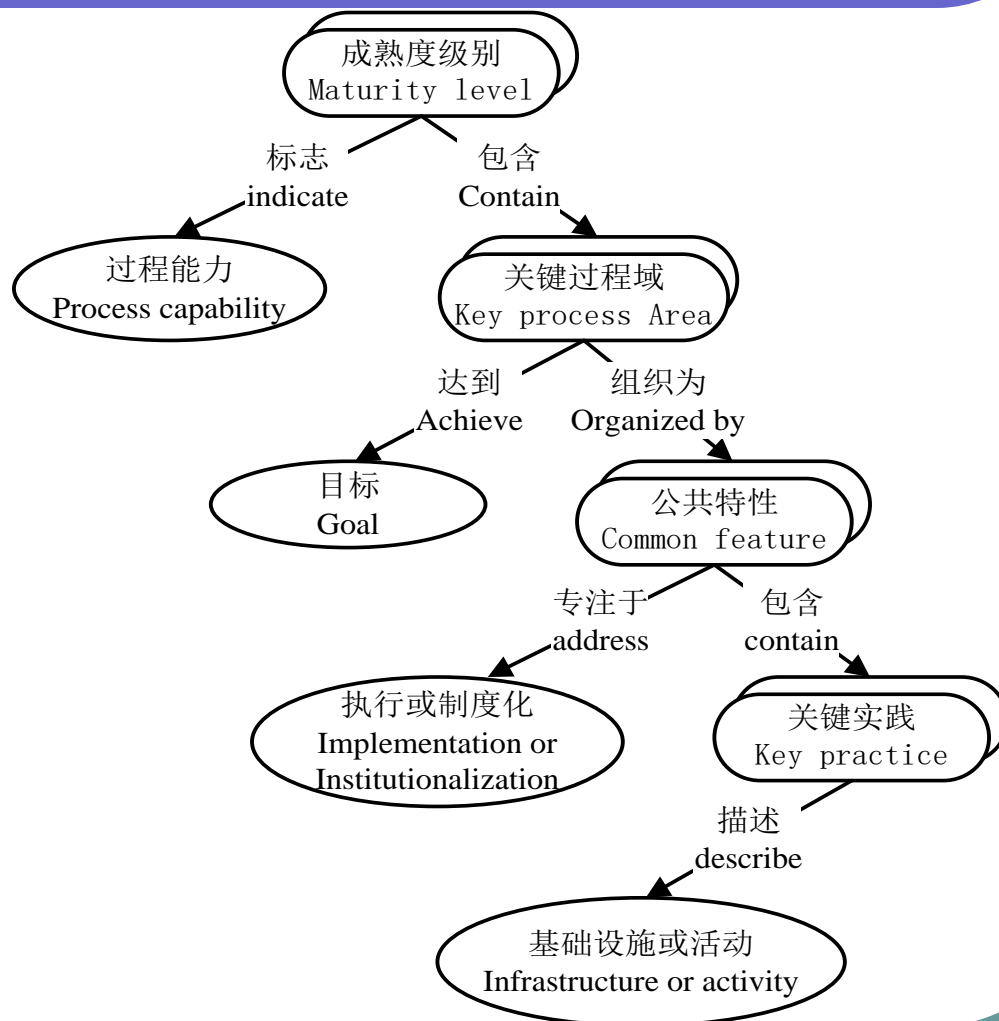 成熟度级别
Maturity level
标志
indicate
包含
Contain
过程能力
Process capability
关键过程域
Key process Area
达到
Achieve
组织为
Organized by
目标
Goal
公共特性
Common feature
专注于
address
包含
contain
执行或制度化
Implementation or
Institutionalization
关键实践
Key practice
描述
describe
基础设施或活动
Infrastructure or activity